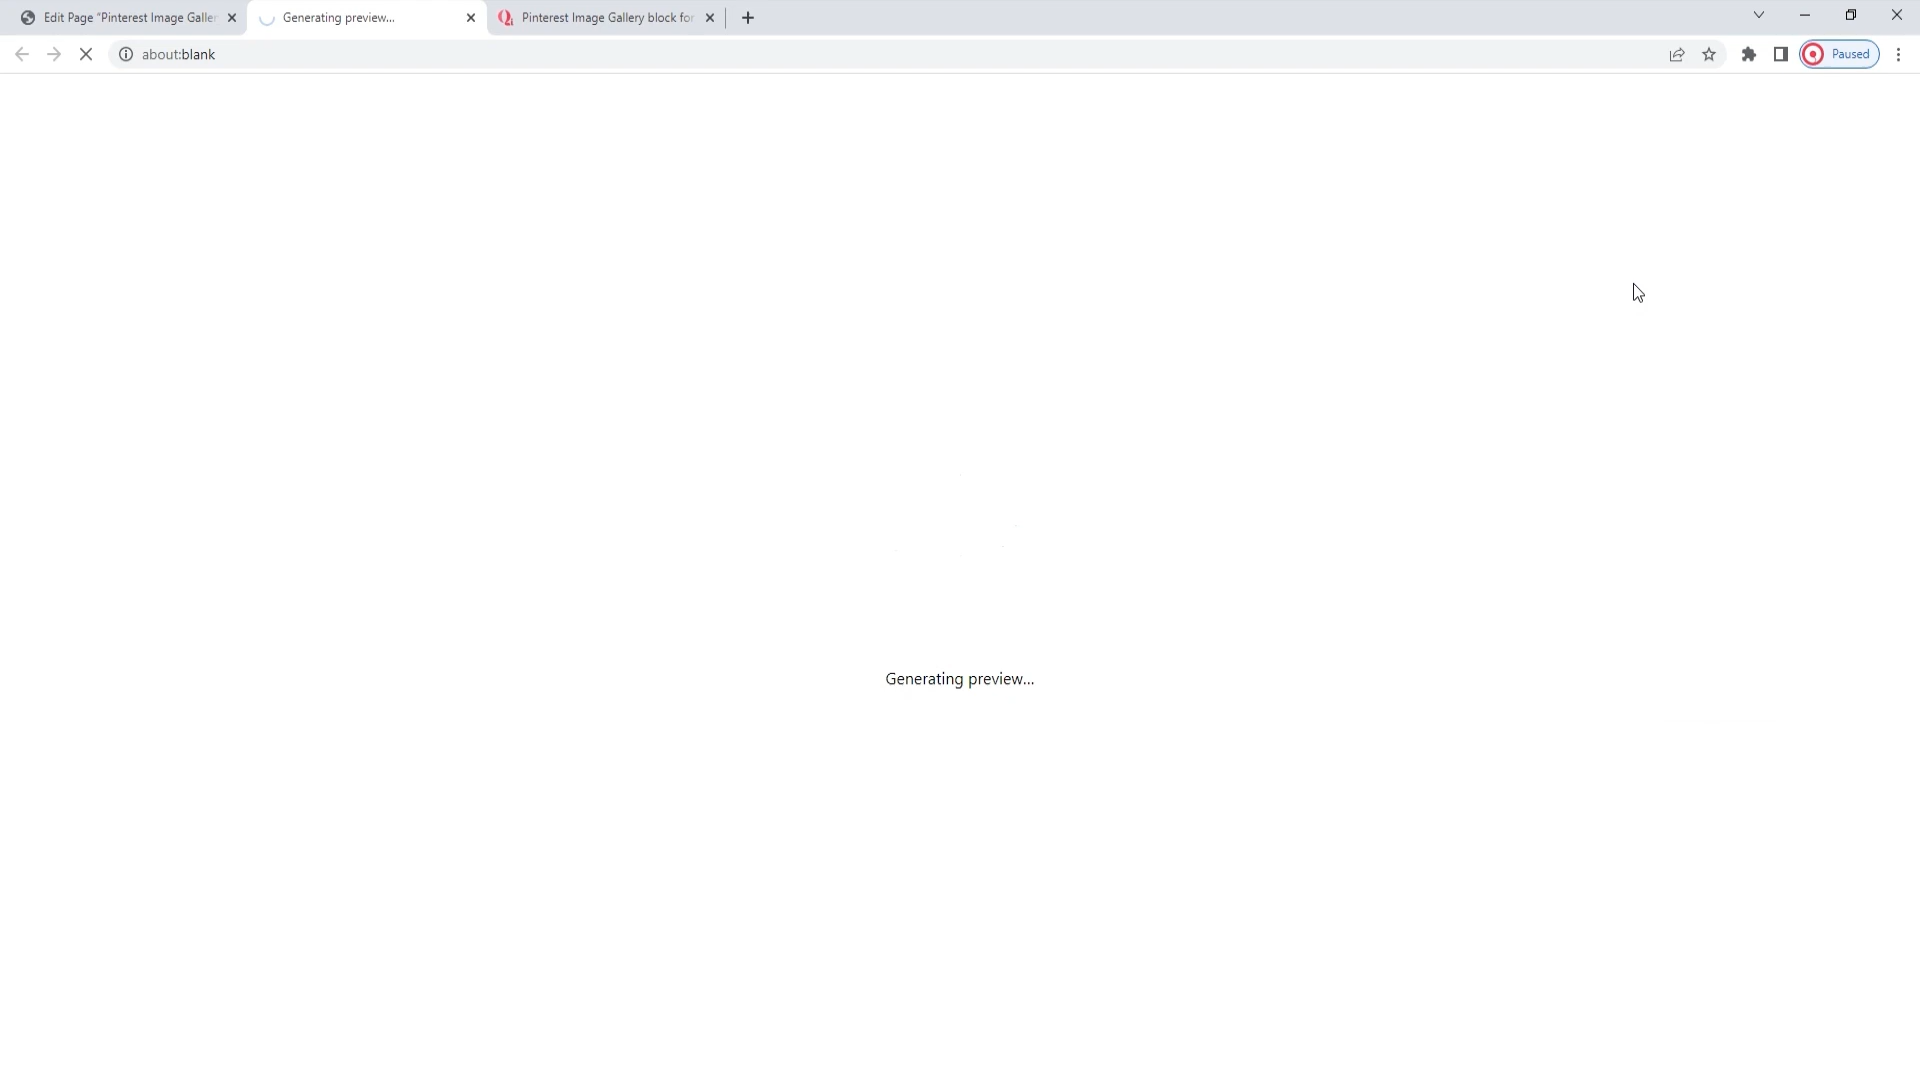 Edit Page “Pinterest Image Galler
Generating preview...
Pinterest Image Gallery block for
about:blank
Paused
Generating preview...